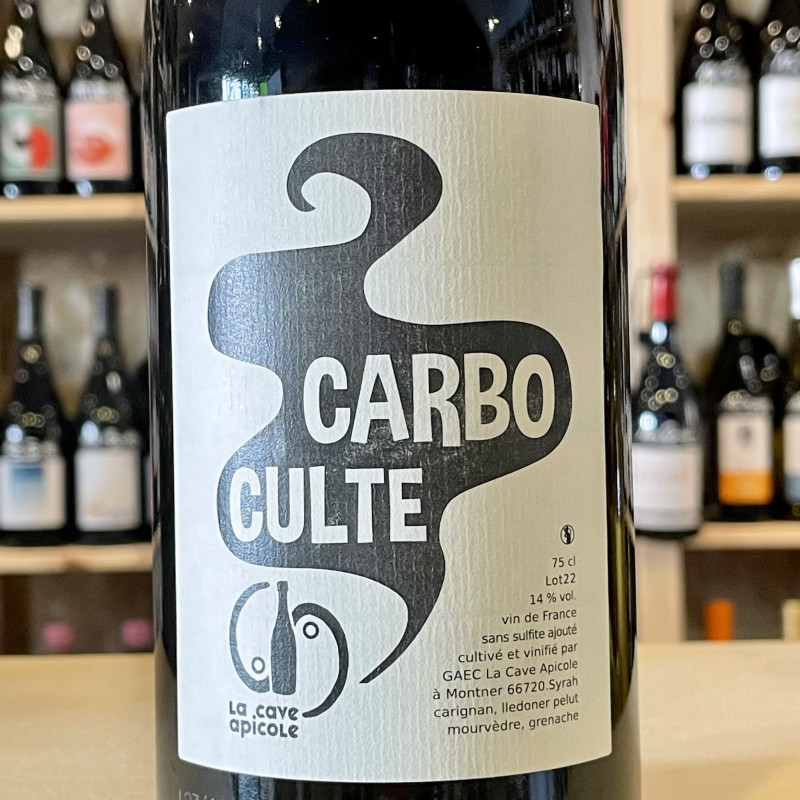 CARBO
CULTE
75 cl
Lot22
14 % vol.
vin de France
sans sulfite ajouté
cultivé et vinifié par
GAEC La Cave Apicole
à Montner 66720.Syrah
carignan, lledoner pelut
mourvèdre, grenache
La cave
apicole